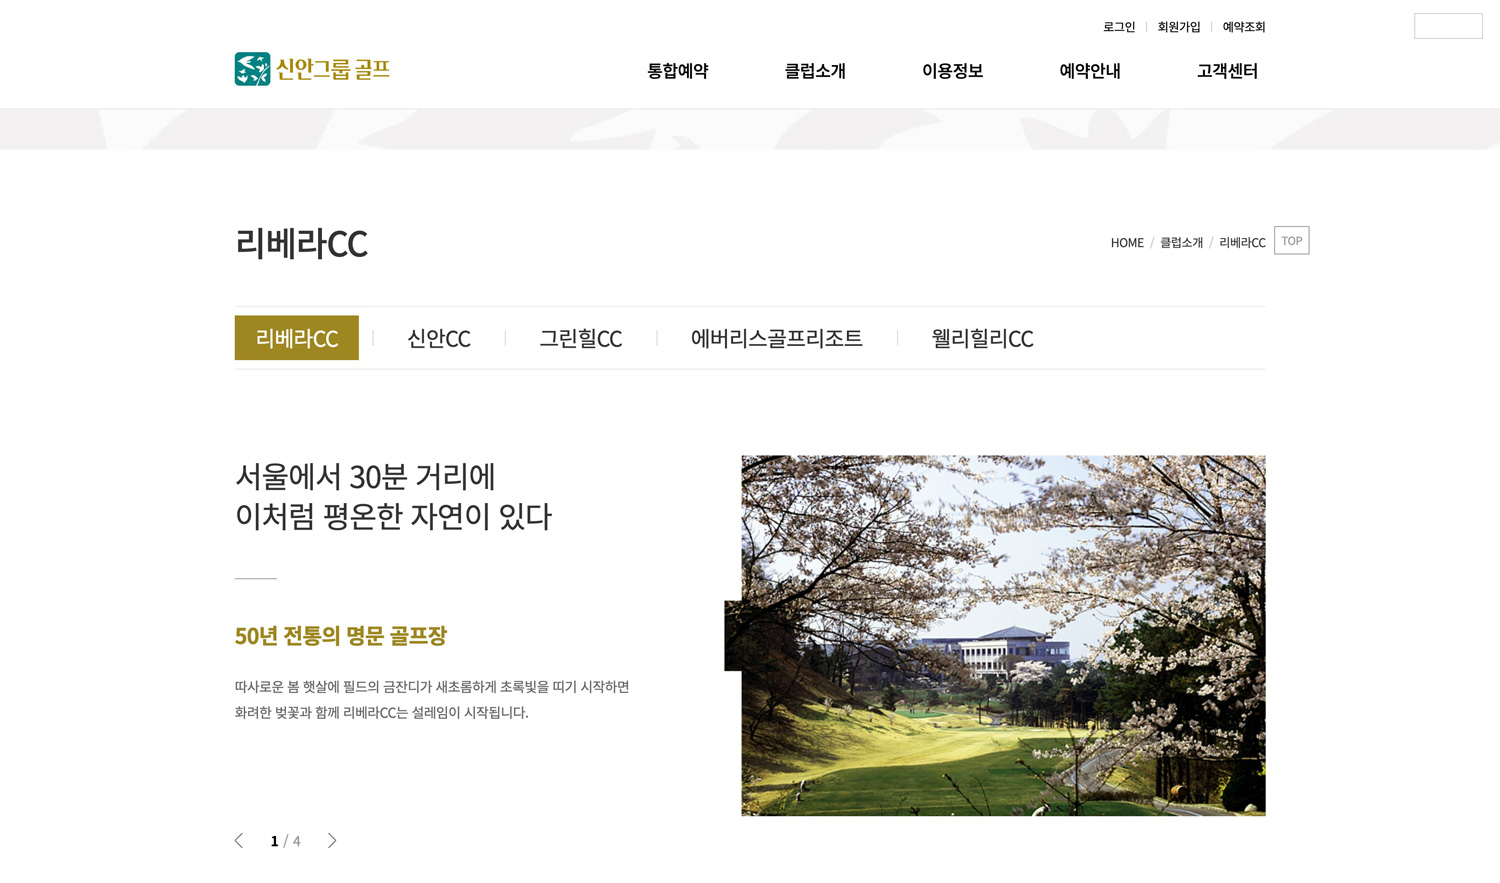 로그인
회원가입
예약조회
신안그룹 골프
통합예약
클럽소개
이용정보
예약안내
고객센터
리베라CC
HOME / 클럽소개 / 리베라CC
TOP
리베라CC
신안CC
그린힐CC
에버리스골프리조트
웰리힐리CC
서울에서 30분 거리에
이처럼 평온한 자연이 있다
50년 전통의 명문 골프장
따사로운 봄 햇살에 필드의 금잔디가 새초롬하게 초록빛을 띠기 시작하면
화려한 벚꽃과 함께 리베라CC는 설레임이 시작됩니다.
1 / 4